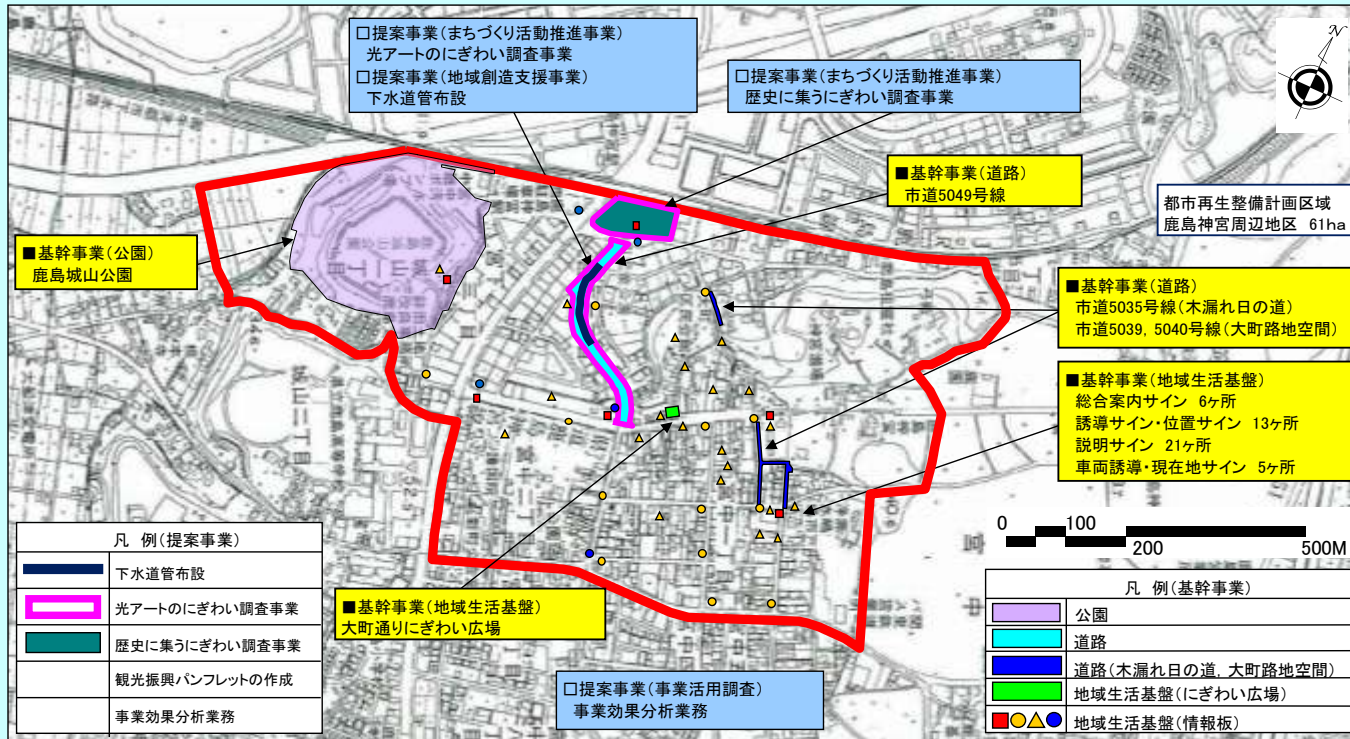 □提案事業(まちづくり活動推進事業)
光アートのにぎわい調査事業
□提案事業(地域創造支援事業)
下水道管布設
□提案事業(まちづくり活動推進事業)
歴史に集うにぎわい調査事業
N
■基幹事業(道路)
市道5049号線
都市再生整備計画区域
鹿島神宮周辺地区 61ha
■基幹事業(公園)
鹿島城山公園
■基幹事業(道路)
市道5035号線(木漏れ日の道)
市道5039, 5040号線(大町路地空間)
■基幹事業(地域生活基盤)
総合案内サイン 6ヶ所
誘導サイン・位置サイン 13ヶ所
説明サイン 21ヶ所
車両誘導・現在地サイン 5ヶ所
城山二丁目
宮
中
0 100
200 500M
凡 例(提案事業)
下水道管布設
光アートのにぎわい調査事業
歴史に集うにぎわい調査事業
観光振興パンフレットの作成
事業効果分析業務
■基幹事業(地域生活基盤)
大町通りにぎわい広場
□提案事業(事業活用調査)
事業効果分析業務
凡 例(基幹事業)
公園
道路
道路(木漏れ日の道, 大町路地空間)
地域生活基盤(にぎわい広場)
地域生活基盤(情報板)